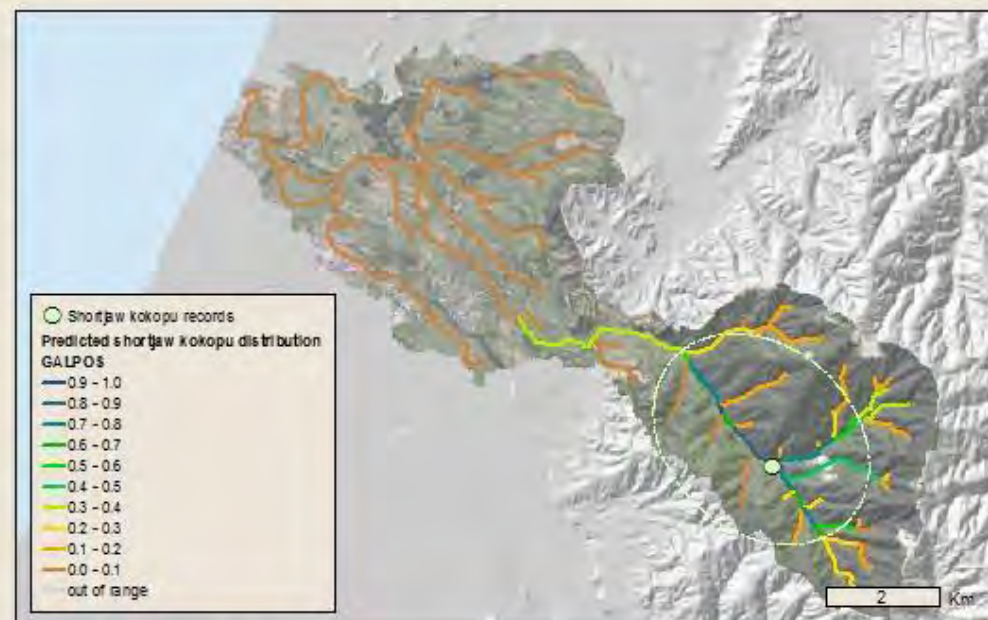 Shortjaw kokopu records
Predicted shortjaw kokopu distribution
GALPOS
0.9 - 1.0
0.8 - 0.9
0.7 - 0.8
0.6 - 0.7
0.5 - 0.6
0.4 - 0.5
0.3 - 0.4
0.2 - 0.3
0.1 - 0.2
0.0 - 0.1
out of range
2 Km